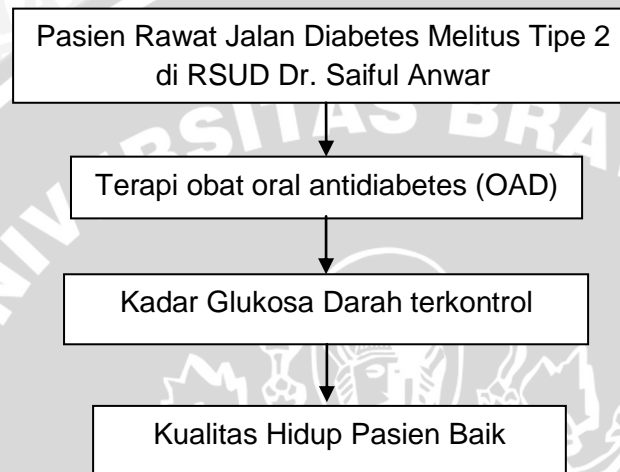 Pasien Rawat Jalan Diabetes Melitus Tipe 2
di RSUD Dr. Saiful Anwar
Terapi obat oral antidiabetes (OAD)
Kadar Glukosa Darah terkontrol
Kualitas Hidup Pasien Baik